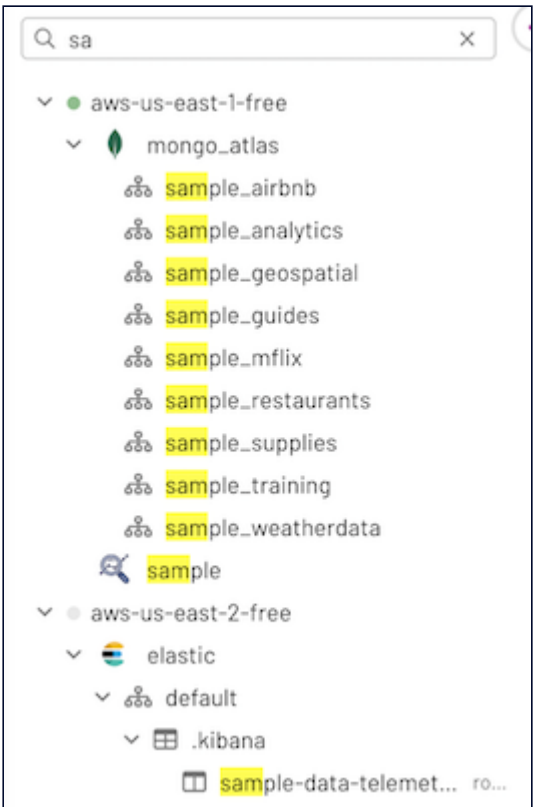 sa
aws-us-east-1-free
mongo_atlas
sample_airbnb
sample_analytics
sample_geospatial
sample_guides
sample_mflix
sample_restaurants
sample_supplies
sample_training
sample_weatherdata
sample
aws-us-east-2-free
elastic
default
.kibana
sample-data-telemet... ro...